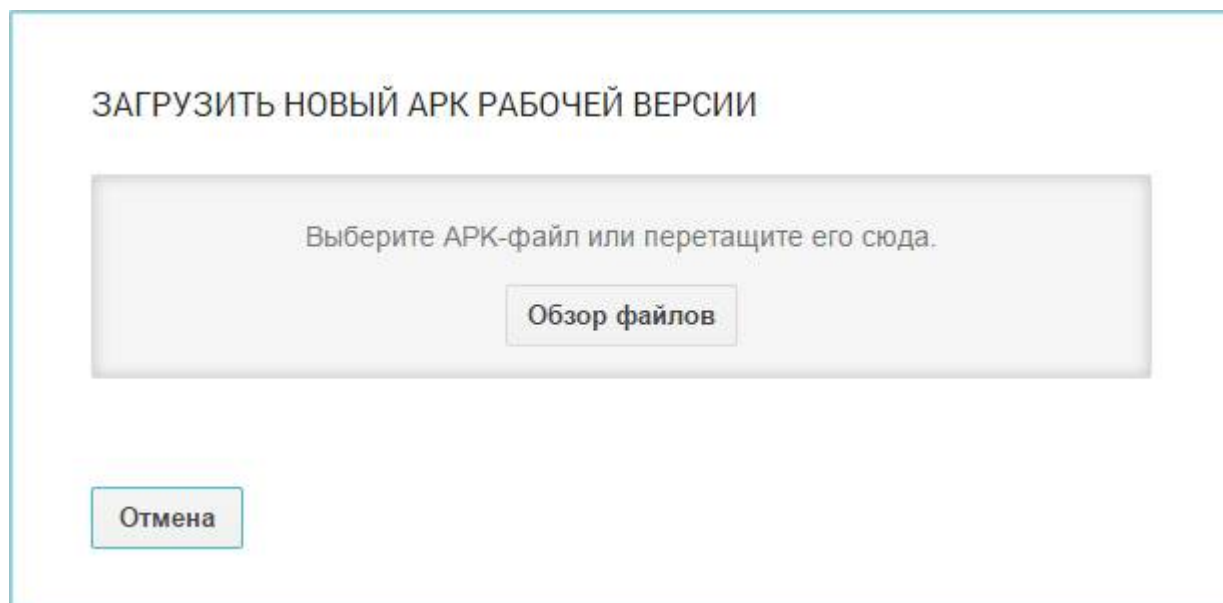 ЗАГРУЗИТЬ НОВЫЙ APK РАБОЧЕЙ ВЕРСИИ
Выберите APK-файл или перетащите его сюда.
Обзор файлов
Отмена